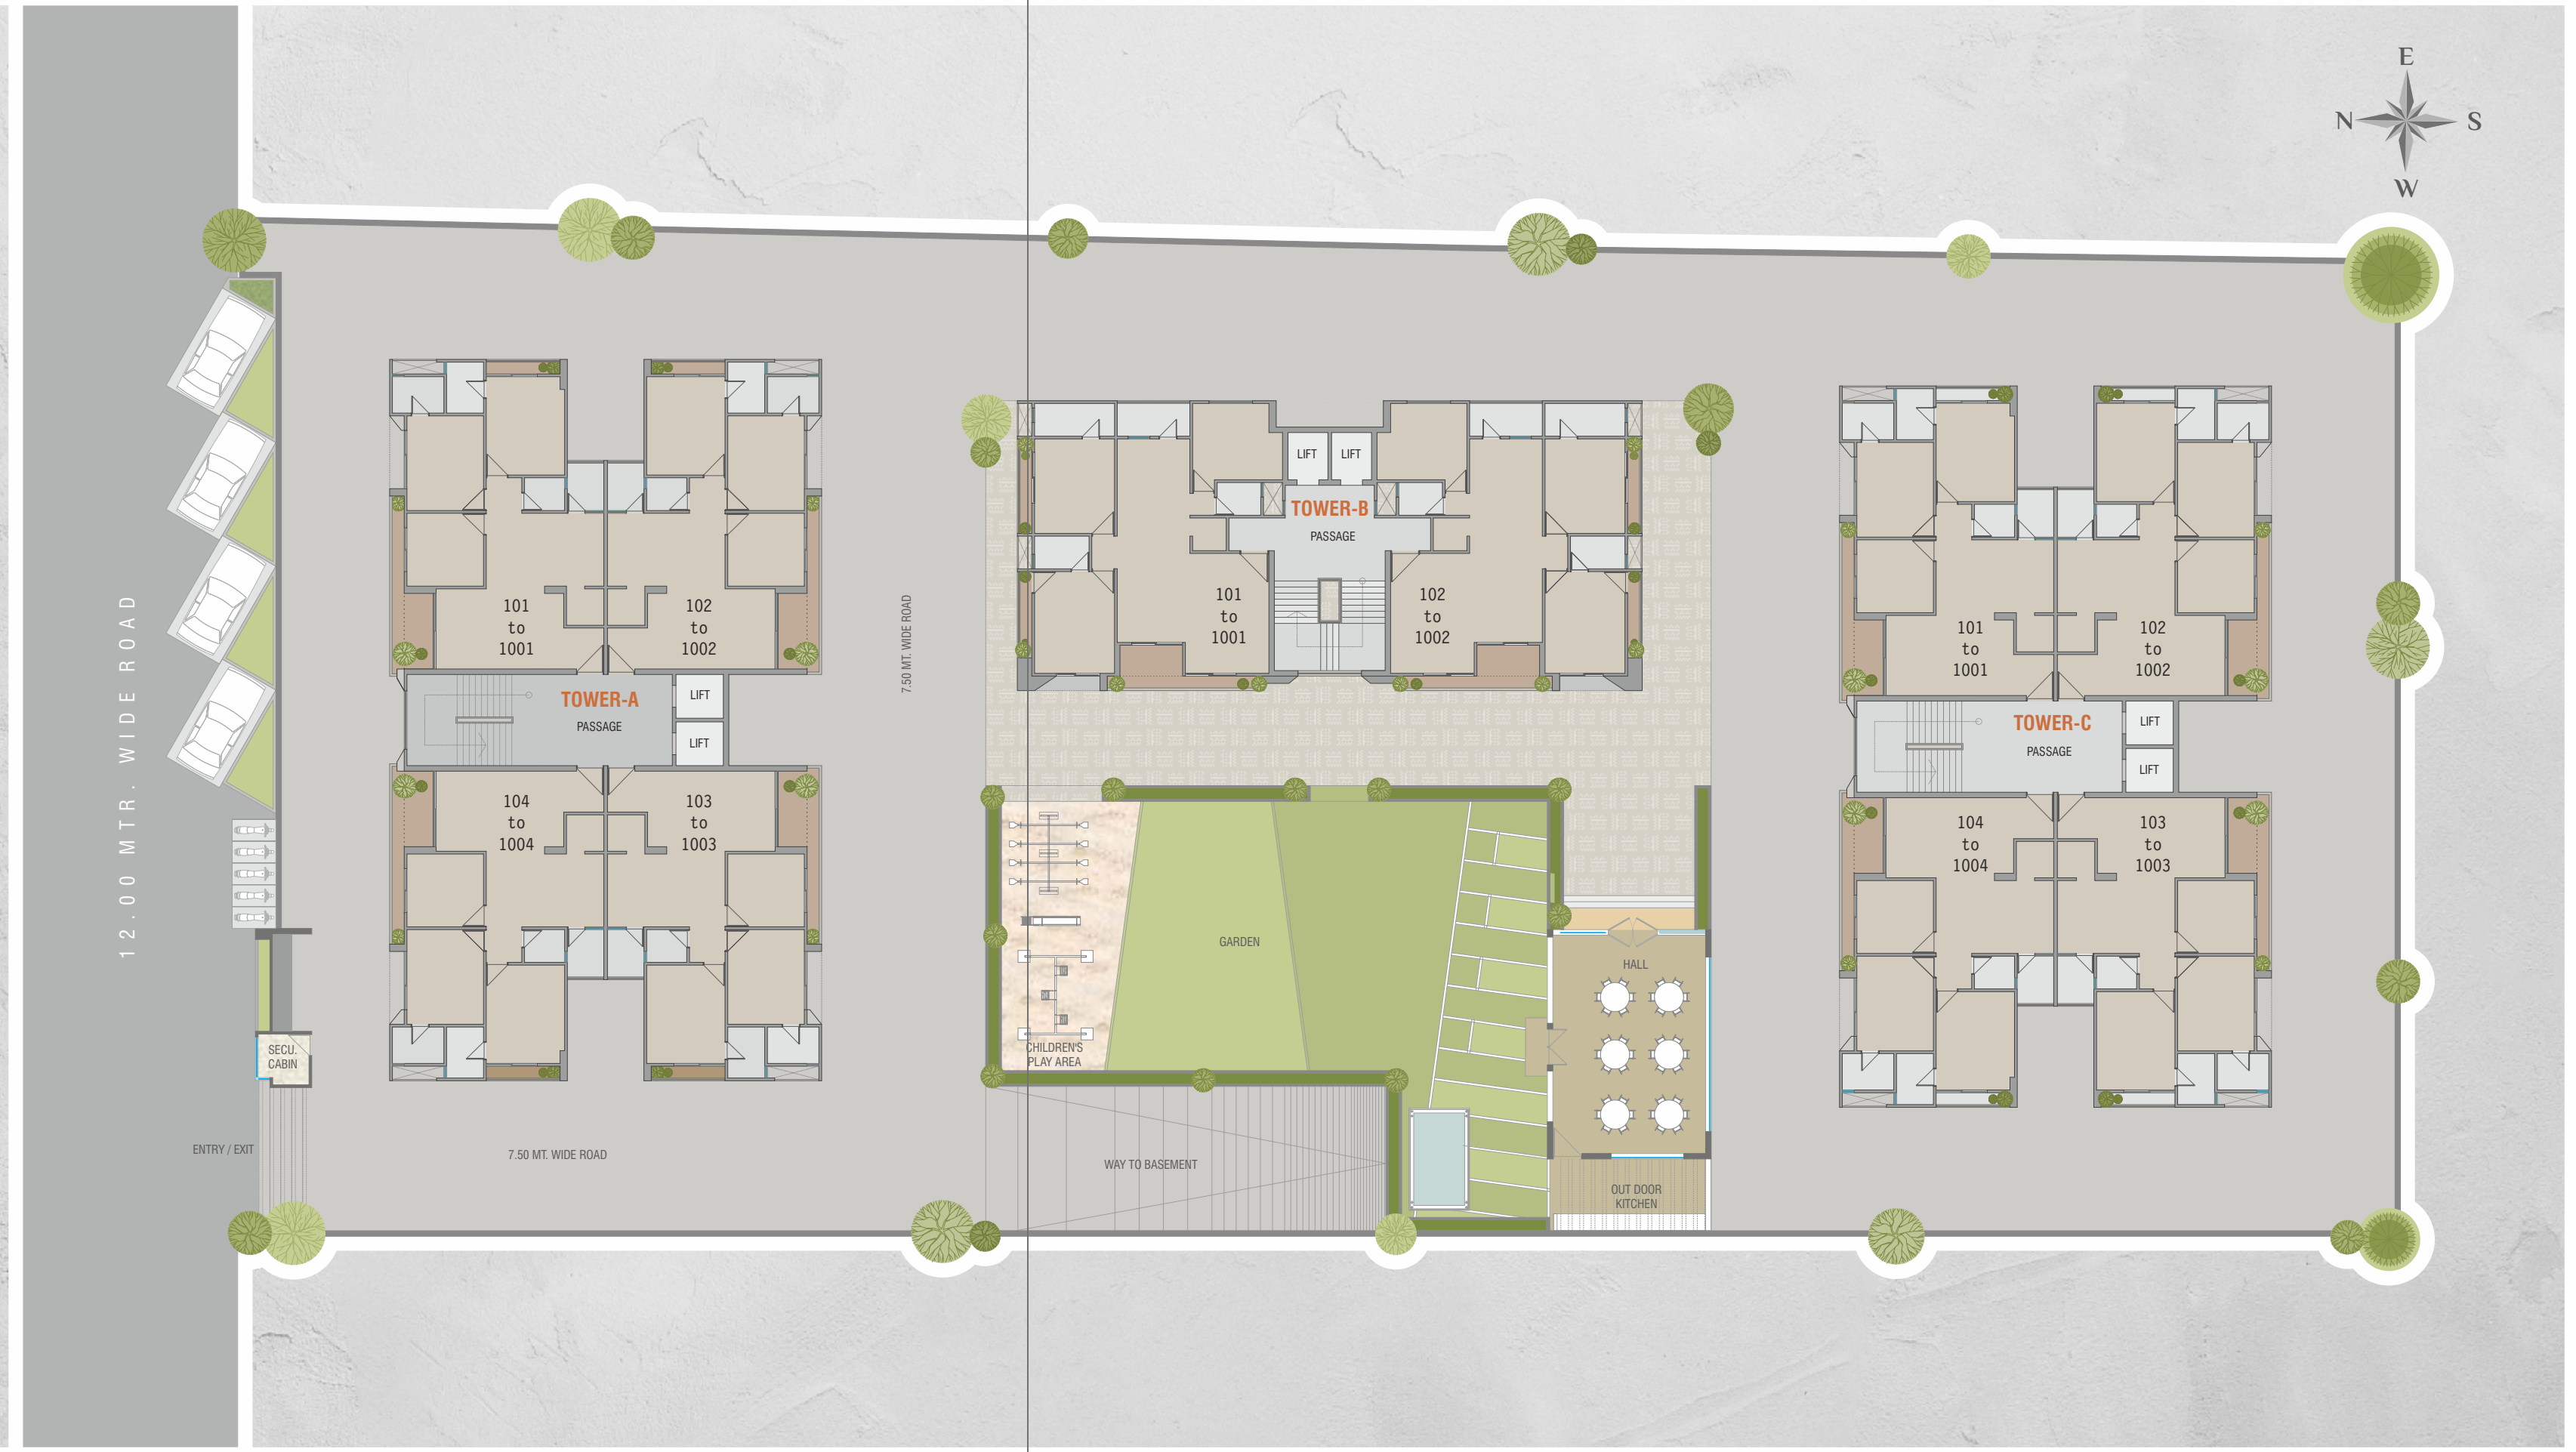 E
N
S
W
12.00 MTR. WIDE ROAD
101
to
1001
102
to
1002
TOWER-A
PASSAGE
LIFT
LIFT
104
to
1004
103
to
1003
7.50 MT. WIDE ROAD
LIFT
LIFT
TOWER-B
PASSAGE
101
to
1001
102
to
1002
101
to
1001
102
to
1002
TOWER-C
PASSAGE
LIFT
LIFT
104
to
1004
103
to
1003
GARDEN
HALL
CHILDREN'S
PLAY AREA
SECU.
CABIN
ENTRY / EXIT
7.50 MT. WIDE ROAD
WAY TO BASEMENT
OUT DOOR
KITCHEN